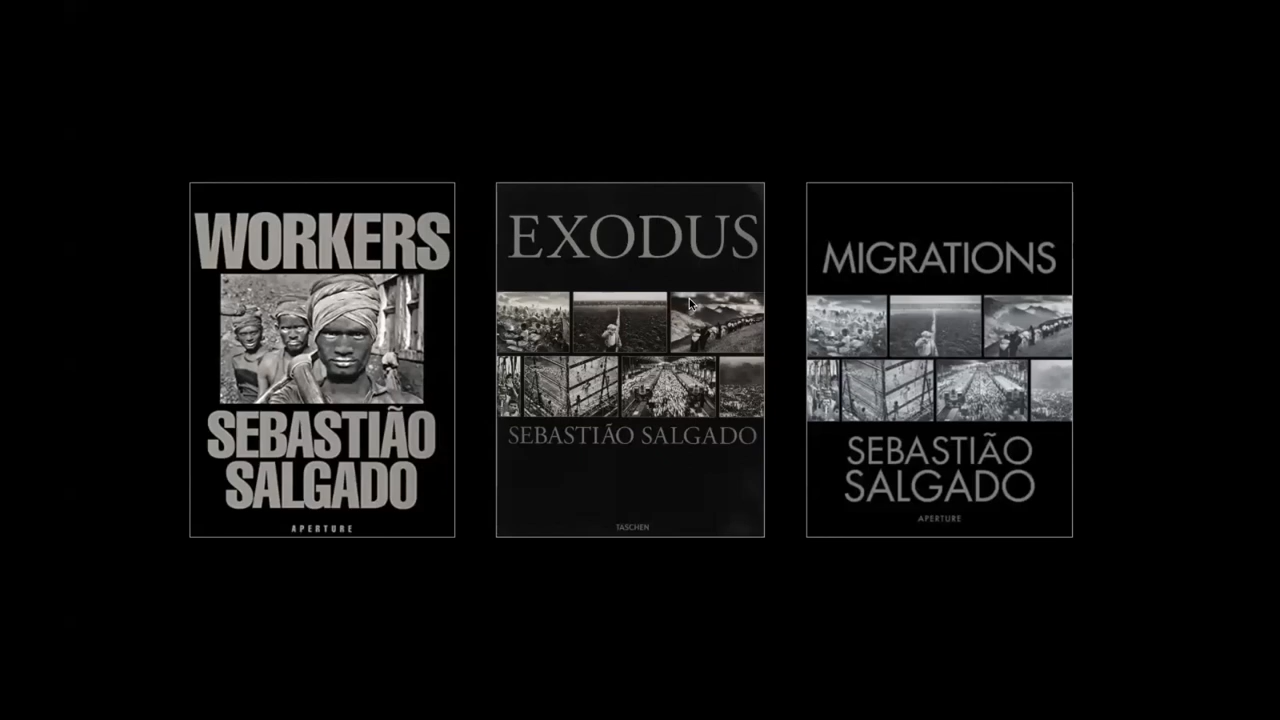 WORKERS
SEBASTIÃO
SALGADO
APERTURE
EXODUS
SEBASTIÃO SALGADO
TASCHEN
MIGRATIONS
SEBASTIÃO
SALGADO
APERTURE